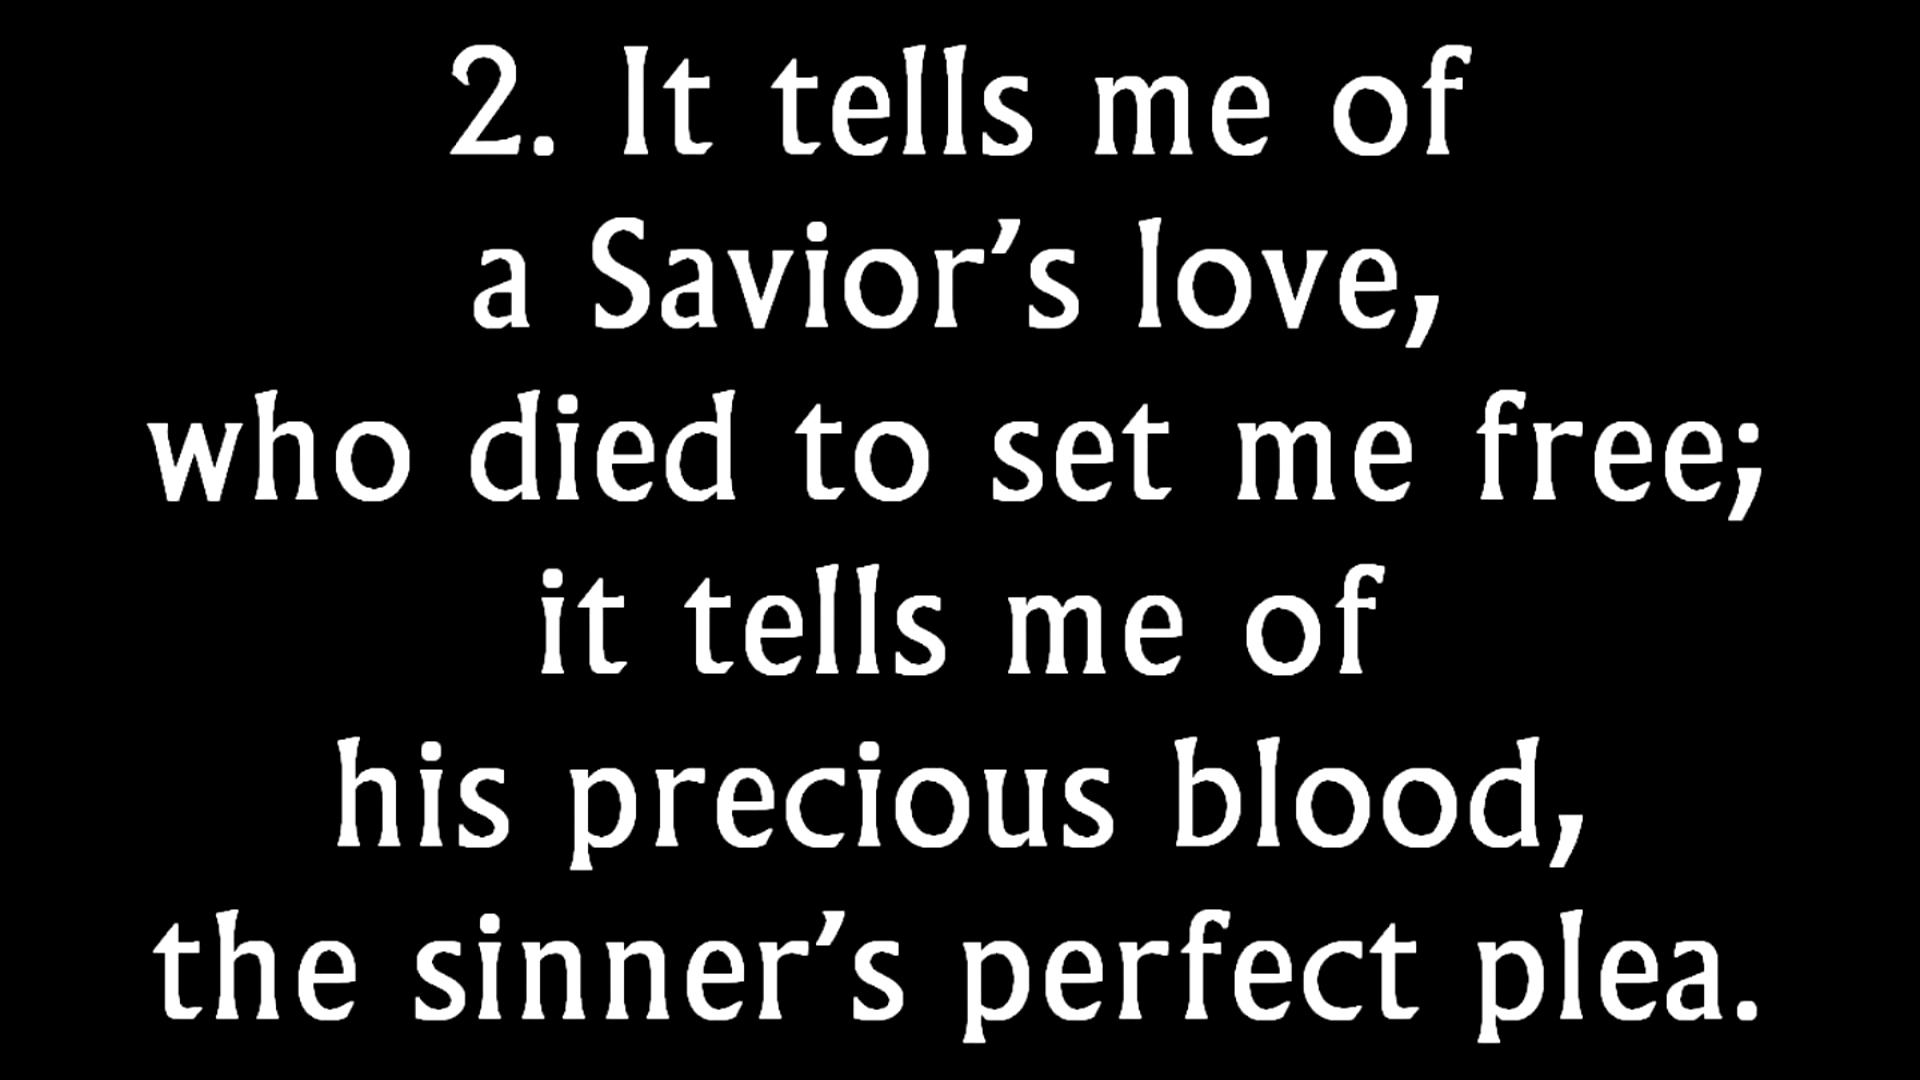 2. It tells me of
a Savior’s love,
who died to set me free;
it tells me of
his precious blood,
the sinner’s perfect plea.